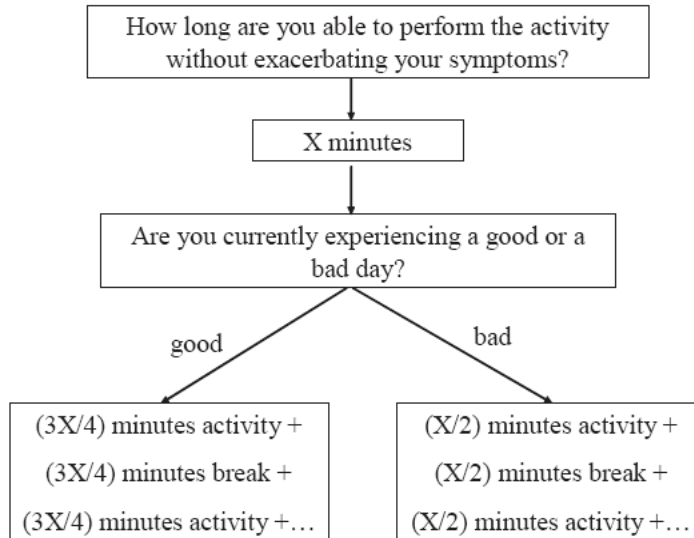 How long are you able to perform the activity
without exacerbating your symptoms?
X minutes
Are you currently experiencing a good or a
bad day?
good
bad
(3X/4) minutes activity +
(3X/4) minutes break +
(3X/4) minutes activity +…
(X/2) minutes activity +
(X/2) minutes break +
(X/2) minutes activity +…